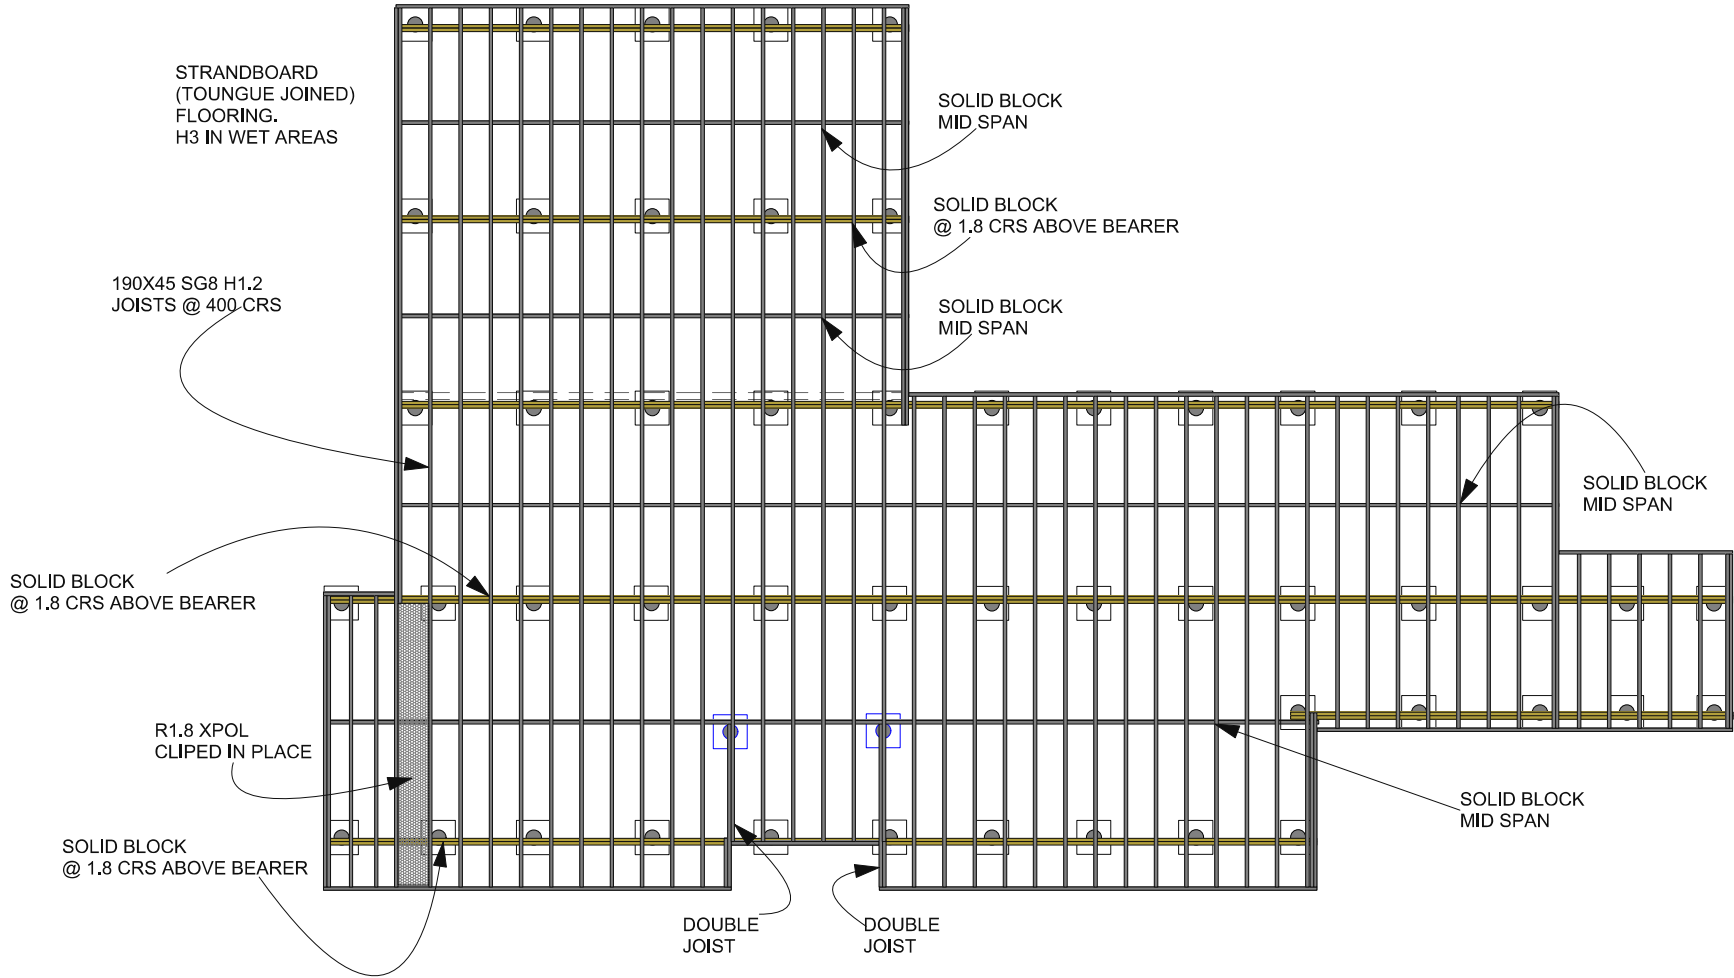 STRANDBOARD
(TOUNGUE JOINED)
FLOORING.
H3 IN WET AREAS
SOLID BLOCK
MID SPAN
SOLID BLOCK
@ 1.8 CRS ABOVE BEARER
190X45 SG8 H1.2
JOISTS @ 400 CRS
SOLID BLOCK
MID SPAN
SOLID BLOCK
MID SPAN
SOLID BLOCK
@ 1.8 CRS ABOVE BEARER
R1.8 XPOL
CLIPED IN PLACE
SOLID BLOCK
MID SPAN
SOLID BLOCK
@ 1.8 CRS ABOVE BEARER
DOUBLE
JOIST
DOUBLE
JOIST